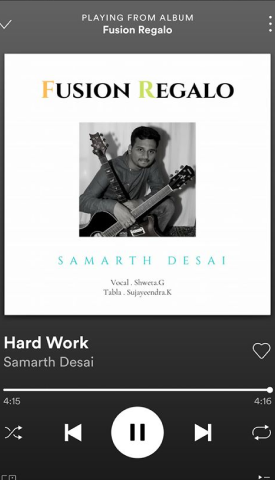 PLAYING FROM ALBUM
Fusion Regalo
FUSION REGALO
SAMARTH DESAI
Vocal . Shweta.G
Tabla . Sujayeendra.K
Hard Work
Samarth Desai
4:15
4:16